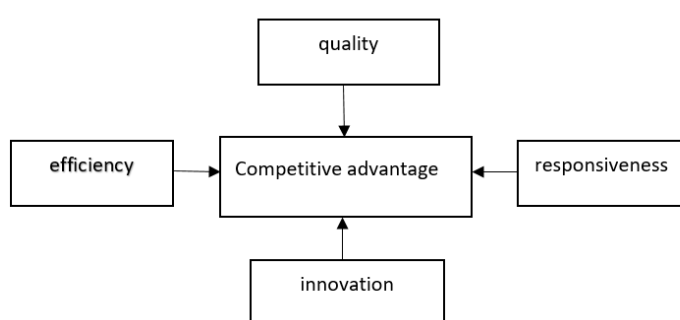 quality
efficiency
Competitive advantage
responsiveness
innovation